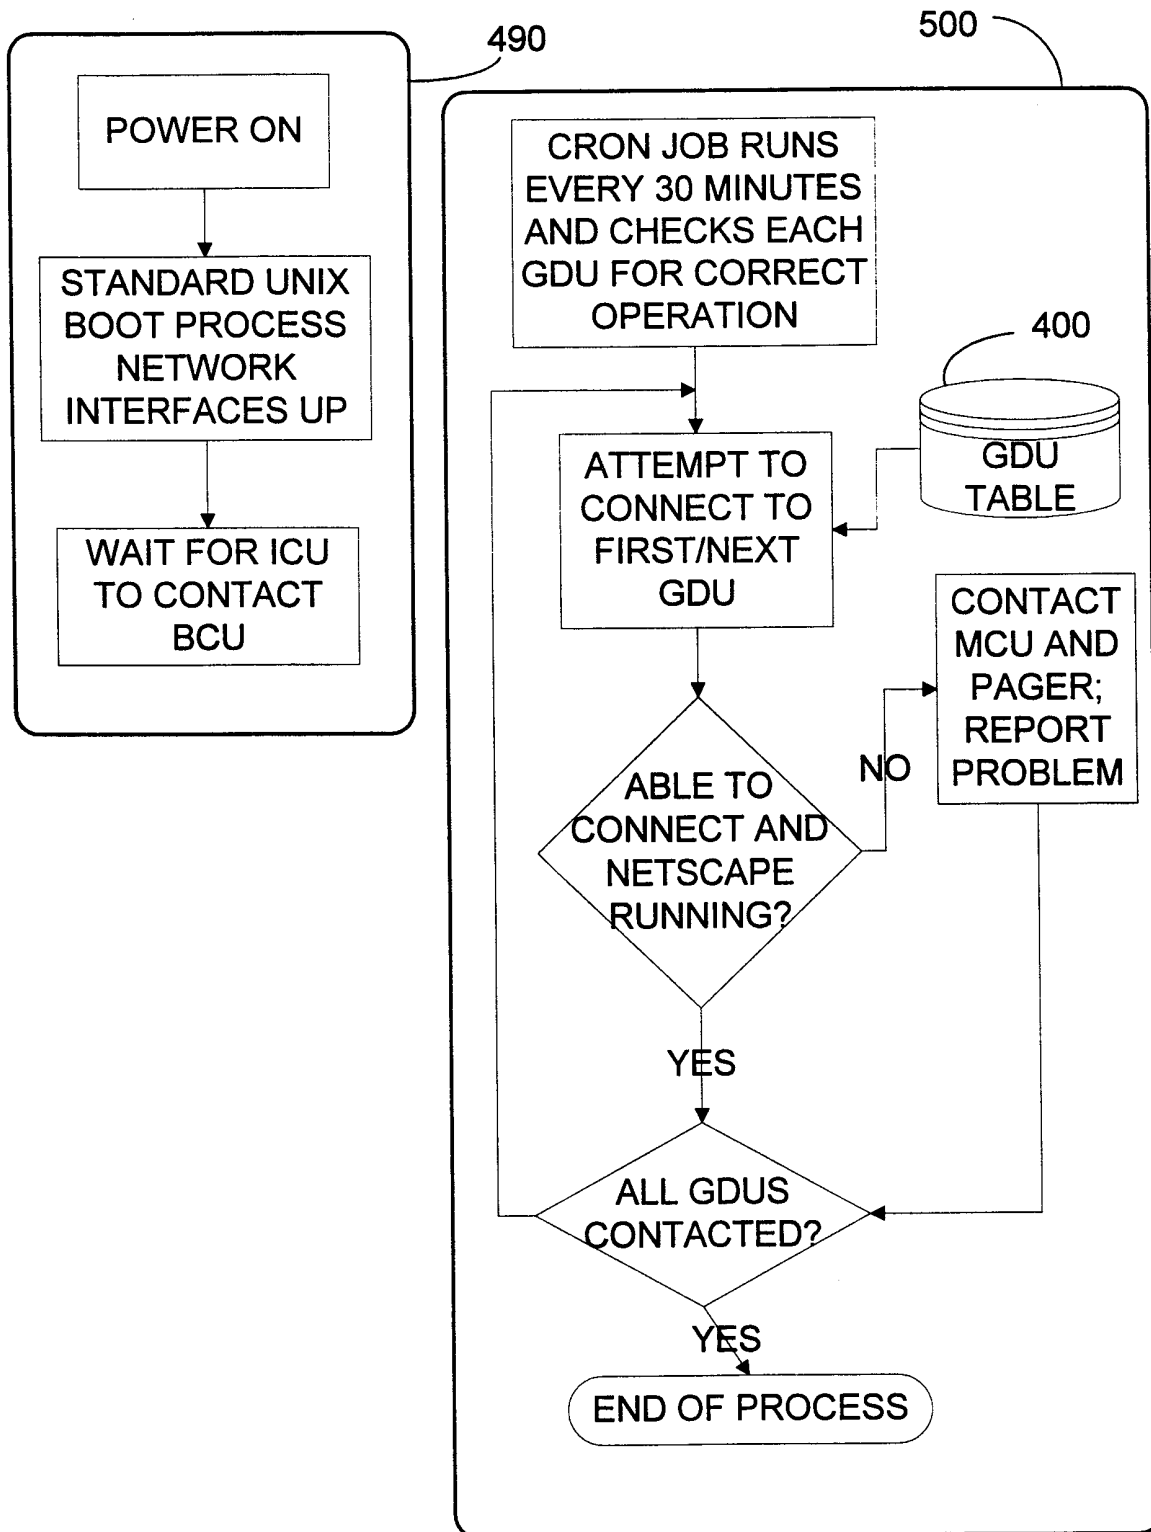 490
POWER ON
STANDARD UNIX
BOOT PROCESS
NETWORK
INTERFACES UP
WAIT FOR ICU
TO CONTACT
BCU
500
CRON JOB RUNS
EVERY 30 MINUTES
AND CHECKS EACH
GDU FOR CORRECT
OPERATION
400
GDU
TABLE
ATTEMPT TO
CONNECT TO
FIRST/NEXT
GDU
CONTACT
MCU AND
PAGER;
REPORT
PROBLEM
NO
ABLE TO
CONNECT AND
NETSCAPE
RUNNING?
YES
ALL GDUS
CONTACTED?
YES
END OF PROCESS